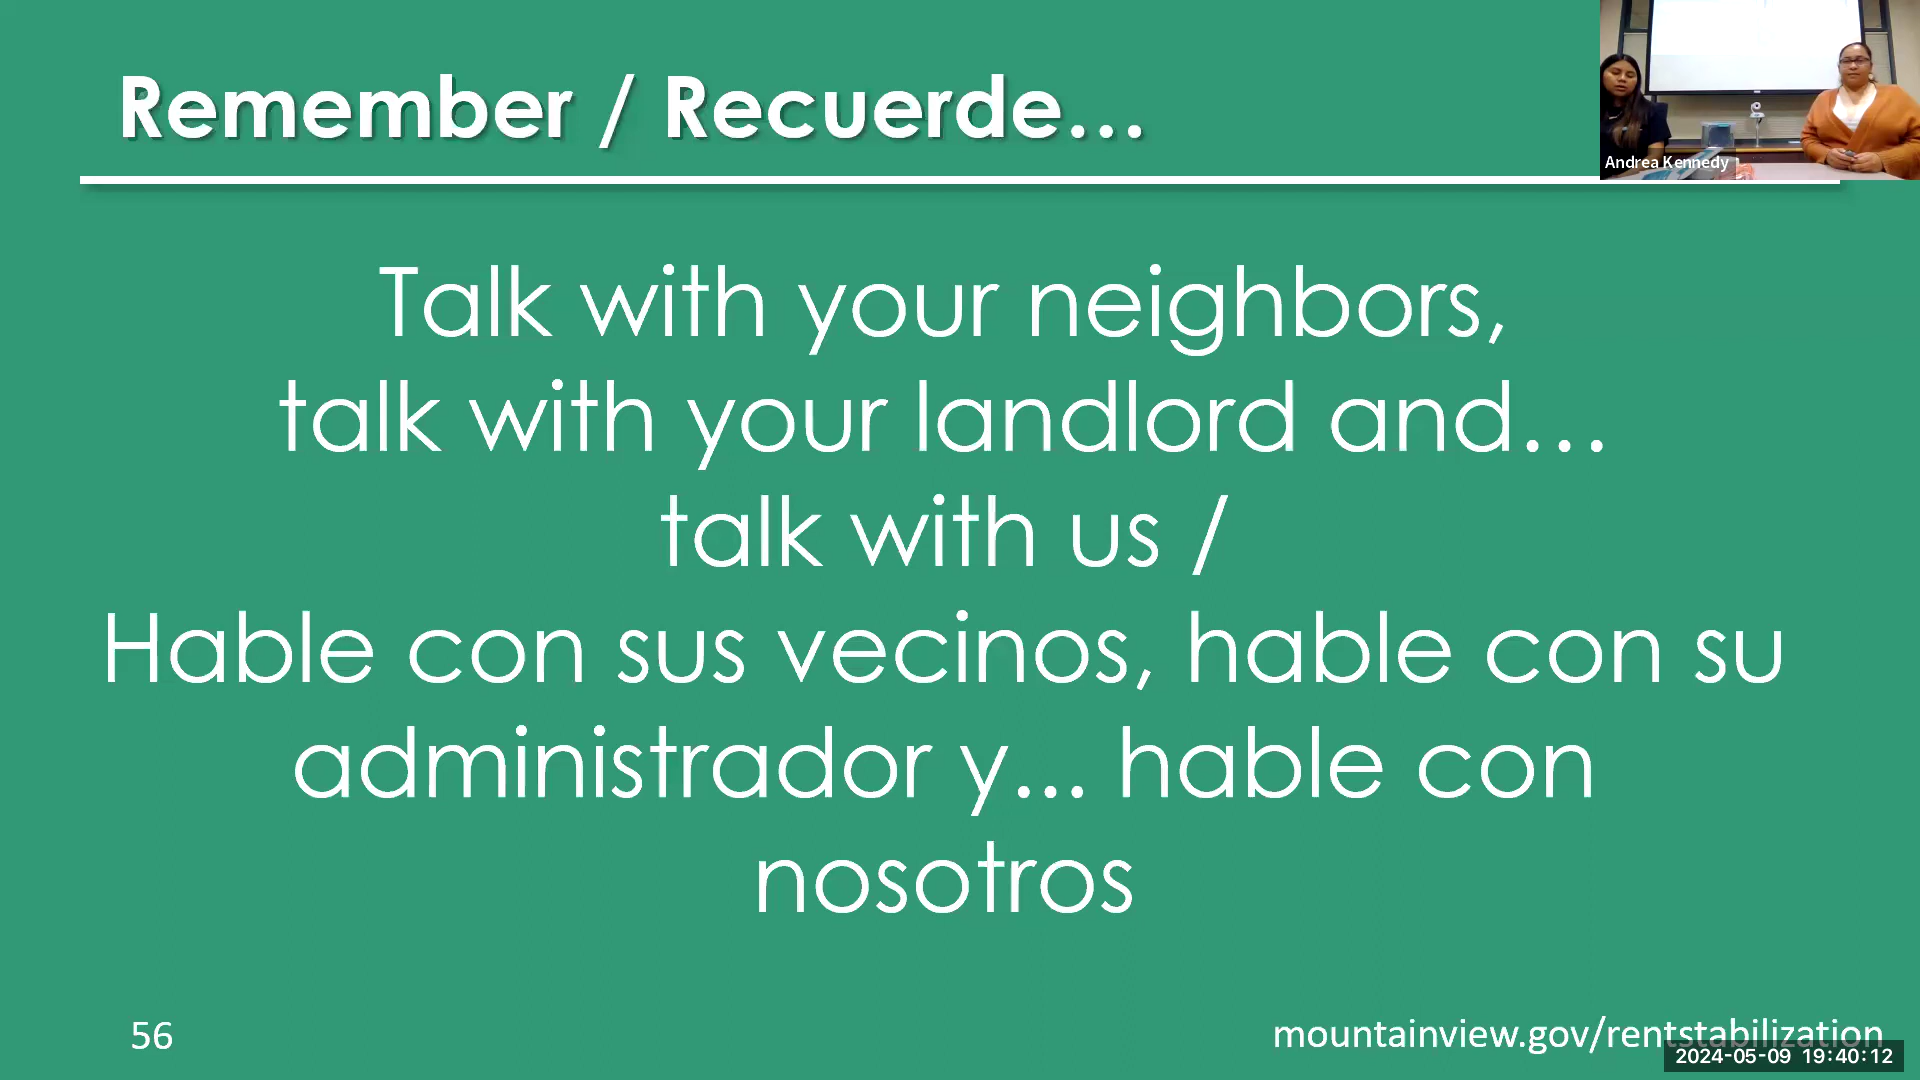 Remember / Recuerde…
Andrea Kennedy
Talk with your neighbors,
talk with your landlord and…
talk with us /
Hable con sus vecinos, hable con su
administrador y... hable con
nosotros
56
mountainview.gov/rentstabilization
2024-05-09 19:40:12